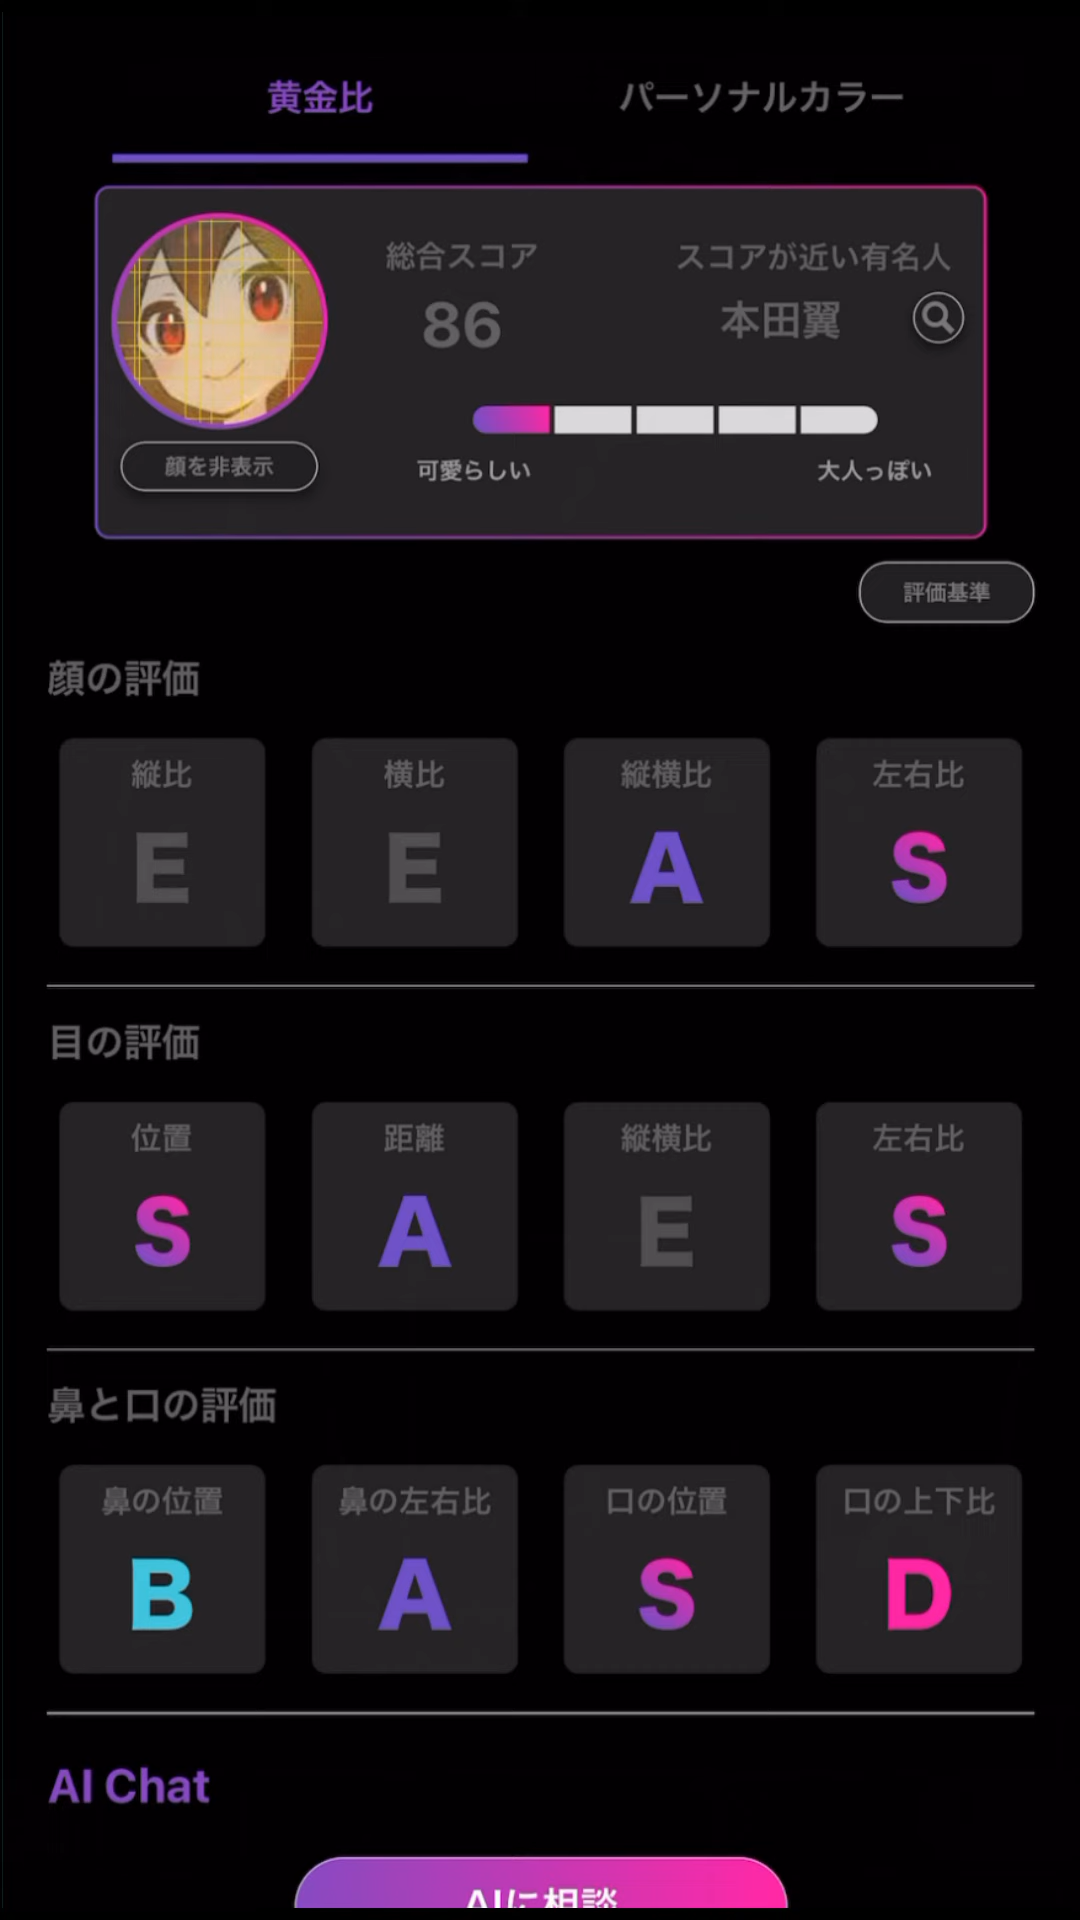 黄金比 パーソナルカラー
総合スコア スコアが近い有名人
86 本田翼
顔を非表示
可愛らしい 大人っぽい
評価基準
顔の評価
縦比 横比 縦横比 左右比
E E A S
目の評価
位置 距離 縦横比 左右比
S A E S
鼻と口の評価
鼻の位置 鼻の左右比 口の位置 口の上下比
B A S D
AI Chat
AIに相談